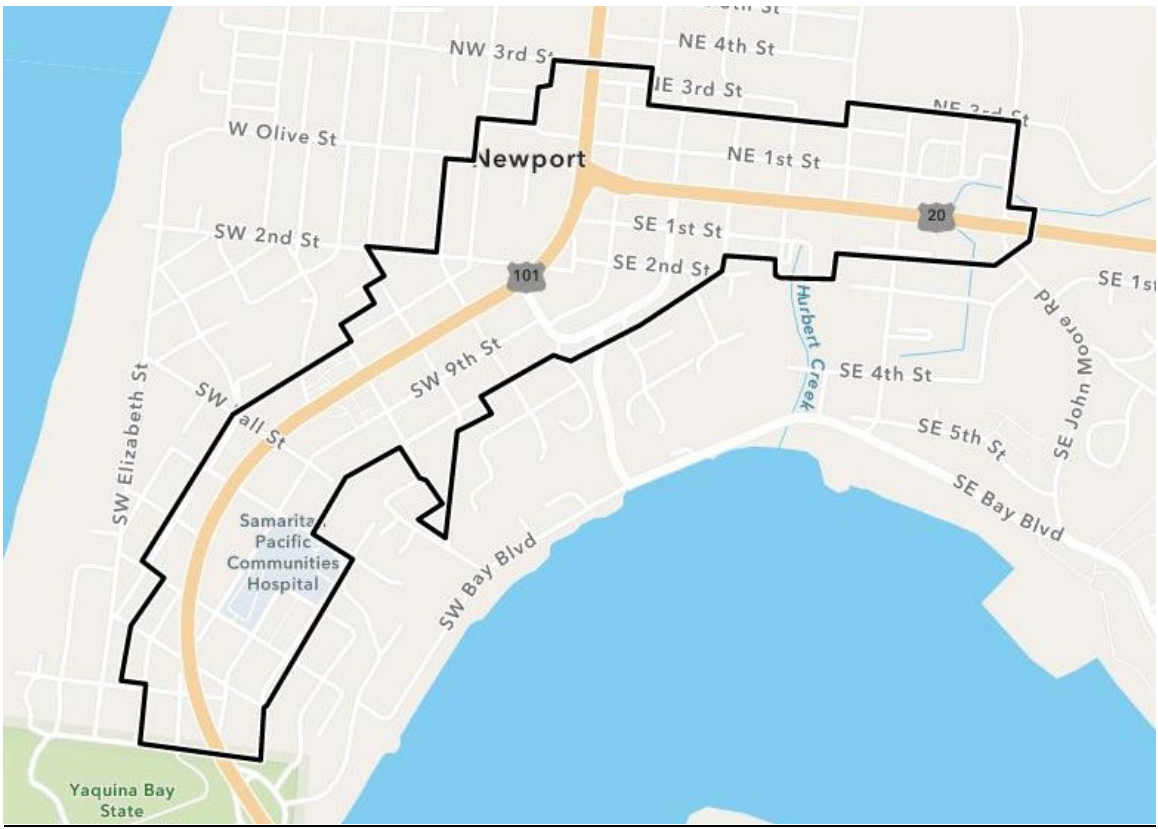 NW 3rd St
NE 4th St
NE 3rd St
W Olive St
Newport
NE 1st St
20
SW 2nd St
SE 1st St
SE 2nd St
101
SE 1st
Hurbert Creek
SE John Moore Rd
SW 9th St
SE 4th St
SW Elizabeth St
SE 5th St
SE Bay Blvd
Samaritan
Pacific
Communities
Hospital
SW Bay Blvd
Yaquina Bay
State